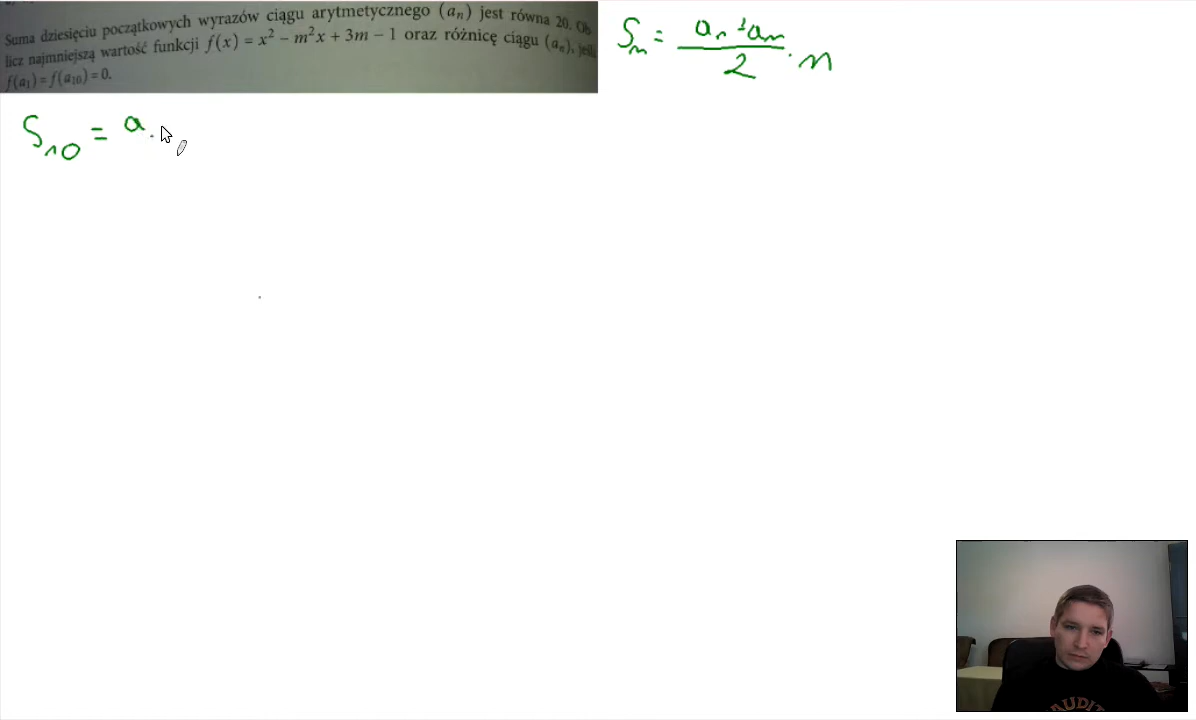 Suma dziesięciu początkowych wyrazów ciągu arytmetycznego (aₙ) jest równa 20. Ob
licz najmniejszą wartość funkcji f(x) = x² − m²x + 3m − 1 oraz różnicę ciągu (aₙ), jeśli
f(a₁) = f(a₁₀) = 0.
Sₙ = (a₁ + aₙ)/2 · n
S₁₀ = a
AUDIT